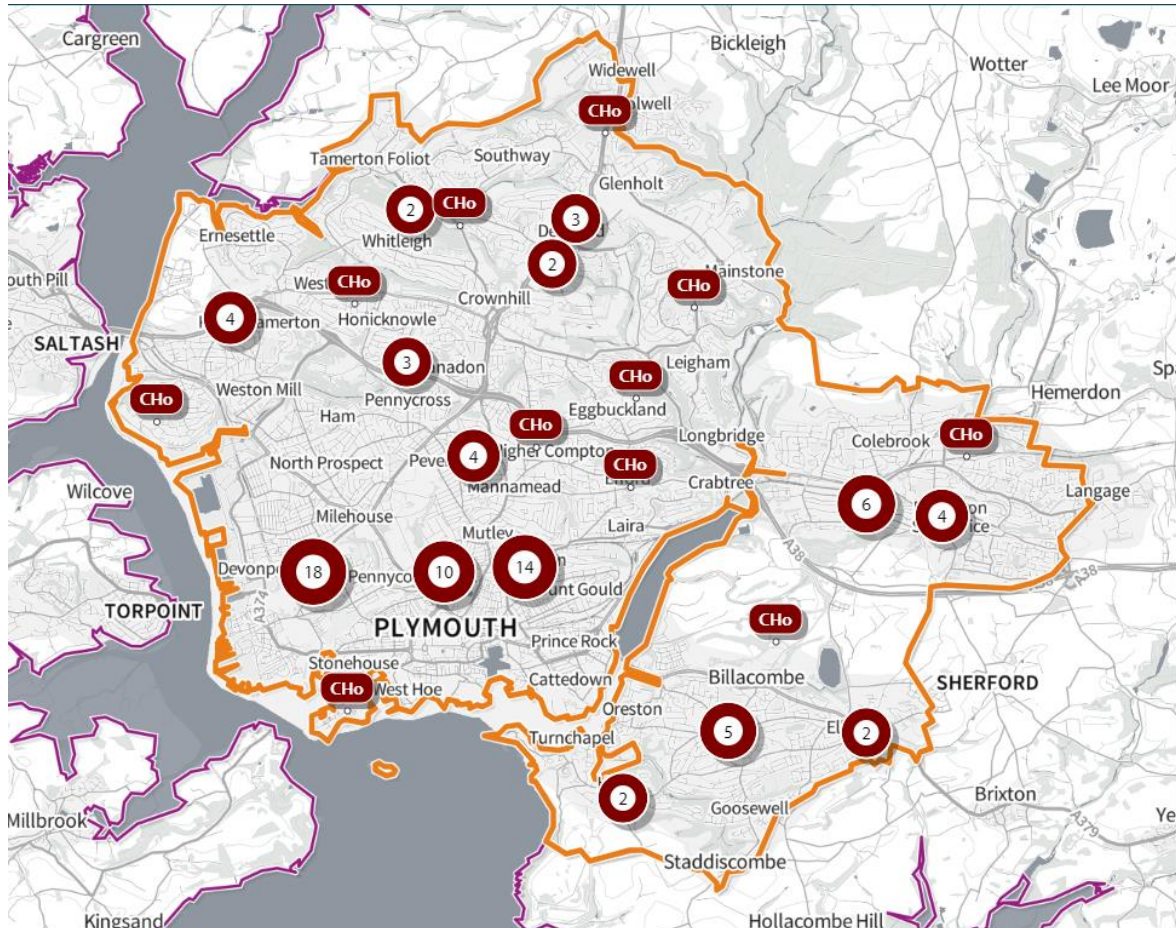 Cargreen
Bickleigh
Wotter
Widewell
Lee Moor
CHo
Tamerton Foliot
Southway
Glenholt
2
CHo
3
Ernesettle
Whitleigh
2
CHo
CHo
Mainstone
Crownhill
4
Honicknowle
SALTASH
3
Leigham
CHo
CHo
Weston Mill
Pennycross
Ham
Eggbuckland
Hemerdon
CHo
Longbridge
Colebrook
CHo
4
North Prospect
CHo
Mannamead
Crabtree
Langage
Wilcove
6
4
Milehouse
Mutley
Laira
A38
18
10
14
A38
TORPOINT
A374
CHo
PLYMOUTH
Prince Rock
Stonehouse
Billacombe
SHERFORD
CHo
West Hoe
Cattedown
Oreston
Turnchapel
5
2
2
Goosewell
Brixton
Millbrook
A379
Staddiscombe
Kingsand
Hollacombe Hill